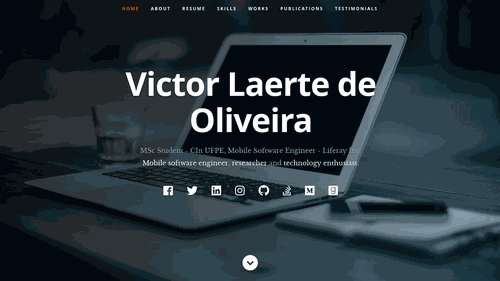 HOME ABOUT RESUME SKILLS WORKS PUBLICATIONS TESTIMONIALS
Victor Laerte de
Oliveira
MSc Student - CIn UFPE, Mobile Software Engineer - Liferay Inc.
Mobile software engineer, researcher and technology enthusiast.